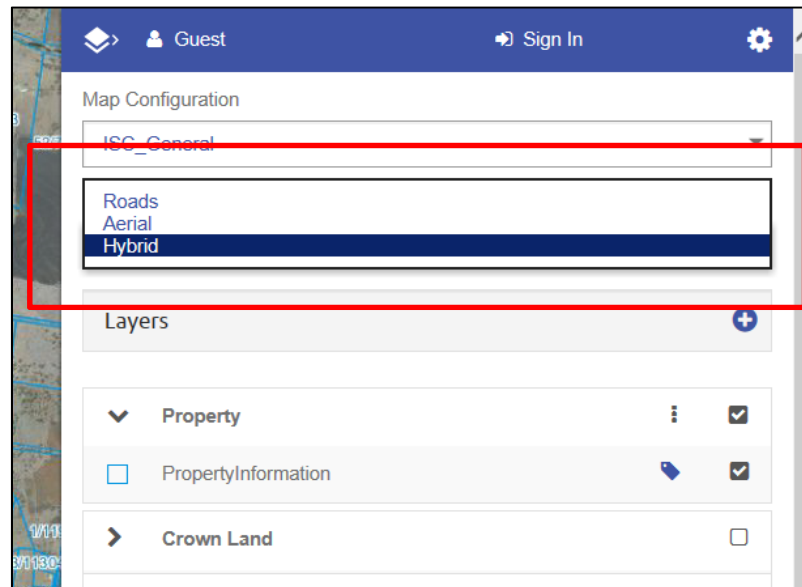 Guest
Sign In
Map Configuration
ISC_General
Roads
Aerial
Hybrid
Layers
Property
PropertyInformation
Crown Land